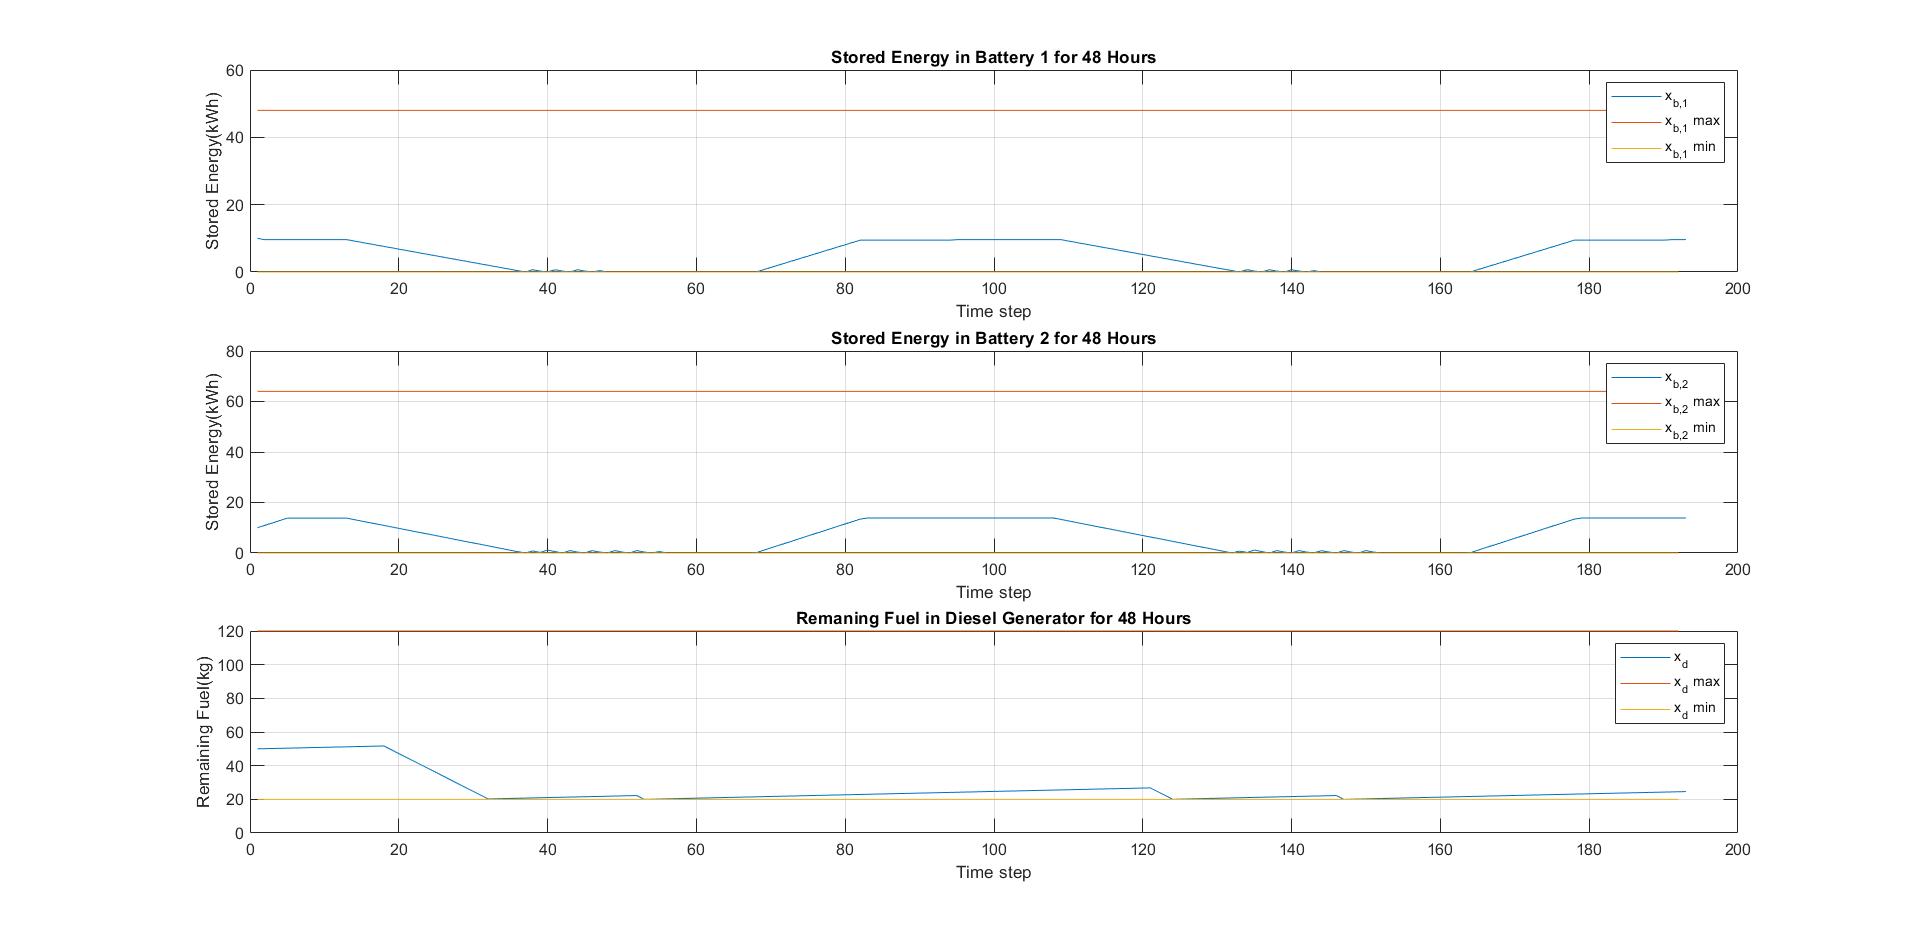 Stored Energy in Battery 1 for 48 Hours
60
40
20
0
Stored Energy(kWh)
x_b,1
x_b,1 max
x_b,1 min
0 20 40 60 80 100 120 140 160 180 200
Time step
Stored Energy in Battery 2 for 48 Hours
80
60
40
20
0
Stored Energy(kWh)
x_b,2
x_b,2 max
x_b,2 min
0 20 40 60 80 100 120 140 160 180 200
Time step
Remaning Fuel in Diesel Generator for 48 Hours
120
100
80
60
40
20
0
Remaining Fuel(kg)
x_d
x_d max
x_d min
0 20 40 60 80 100 120 140 160 180 200
Time step